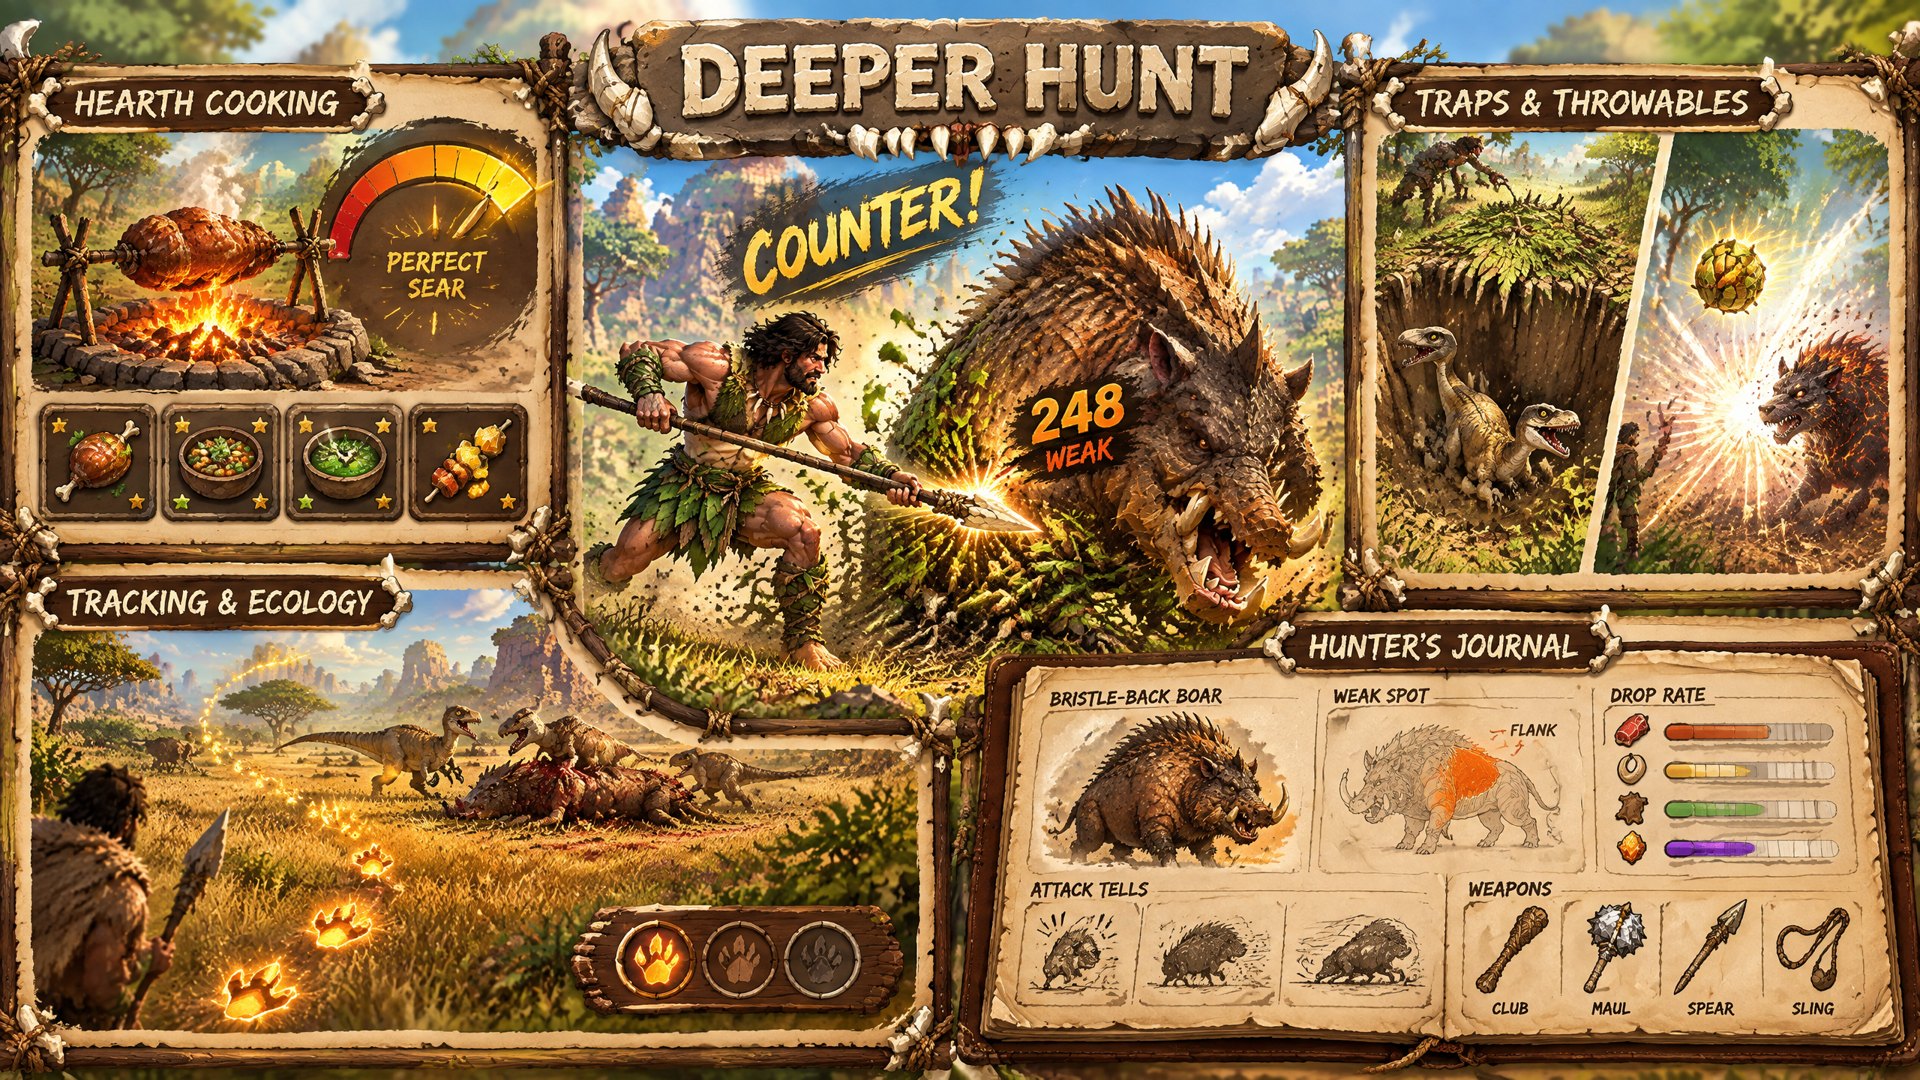 DEEPER HUNT
HEARTH COOKING
PERFECT
SEAR
COUNTER!
248
WEAK
TRAPS & THROWABLES
TRACKING & ECOLOGY
HUNTER'S JOURNAL
BRISTLE-BACK BOAR
WEAK SPOT
FLANK
DROP RATE
ATTACK TELLS
WEAPONS
CLUB
MAUL
SPEAR
SLING